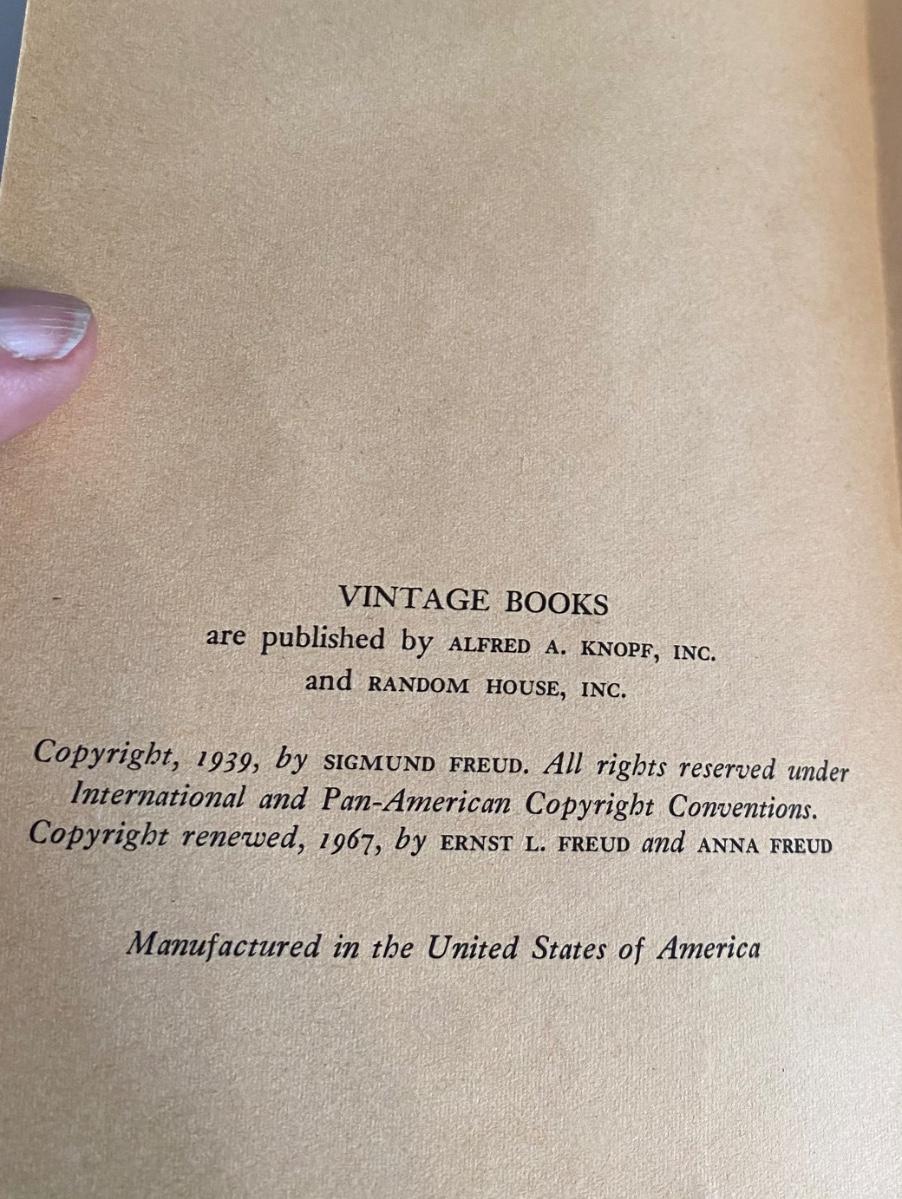 VINTAGE BOOKS
are published by ALFRED A. KNOPF, INC.
and RANDOM HOUSE, INC.
Copyright, 1939, by SIGMUND FREUD. All rights reserved under
International and Pan-American Copyright Conventions.
Copyright renewed, 1967, by ERNST L. FREUD and ANNA FREUD
Manufactured in the United States of America